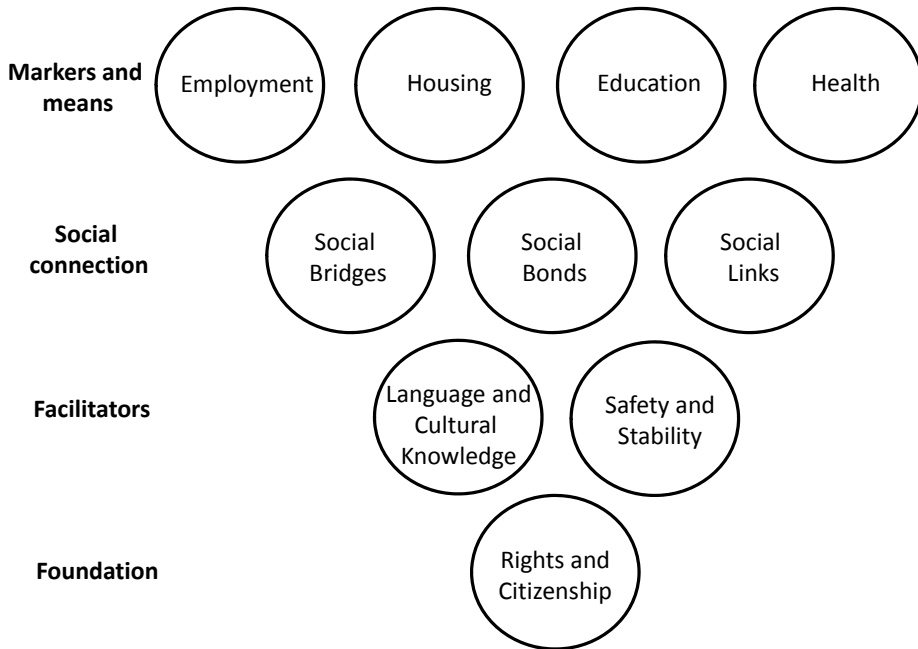 Markers and
means
Employment
Housing
Education
Health
Social
connection
Social
Bridges
Social
Bonds
Social
Links
Facilitators
Language and
Cultural
Knowledge
Safety and
Stability
Foundation
Rights and
Citizenship